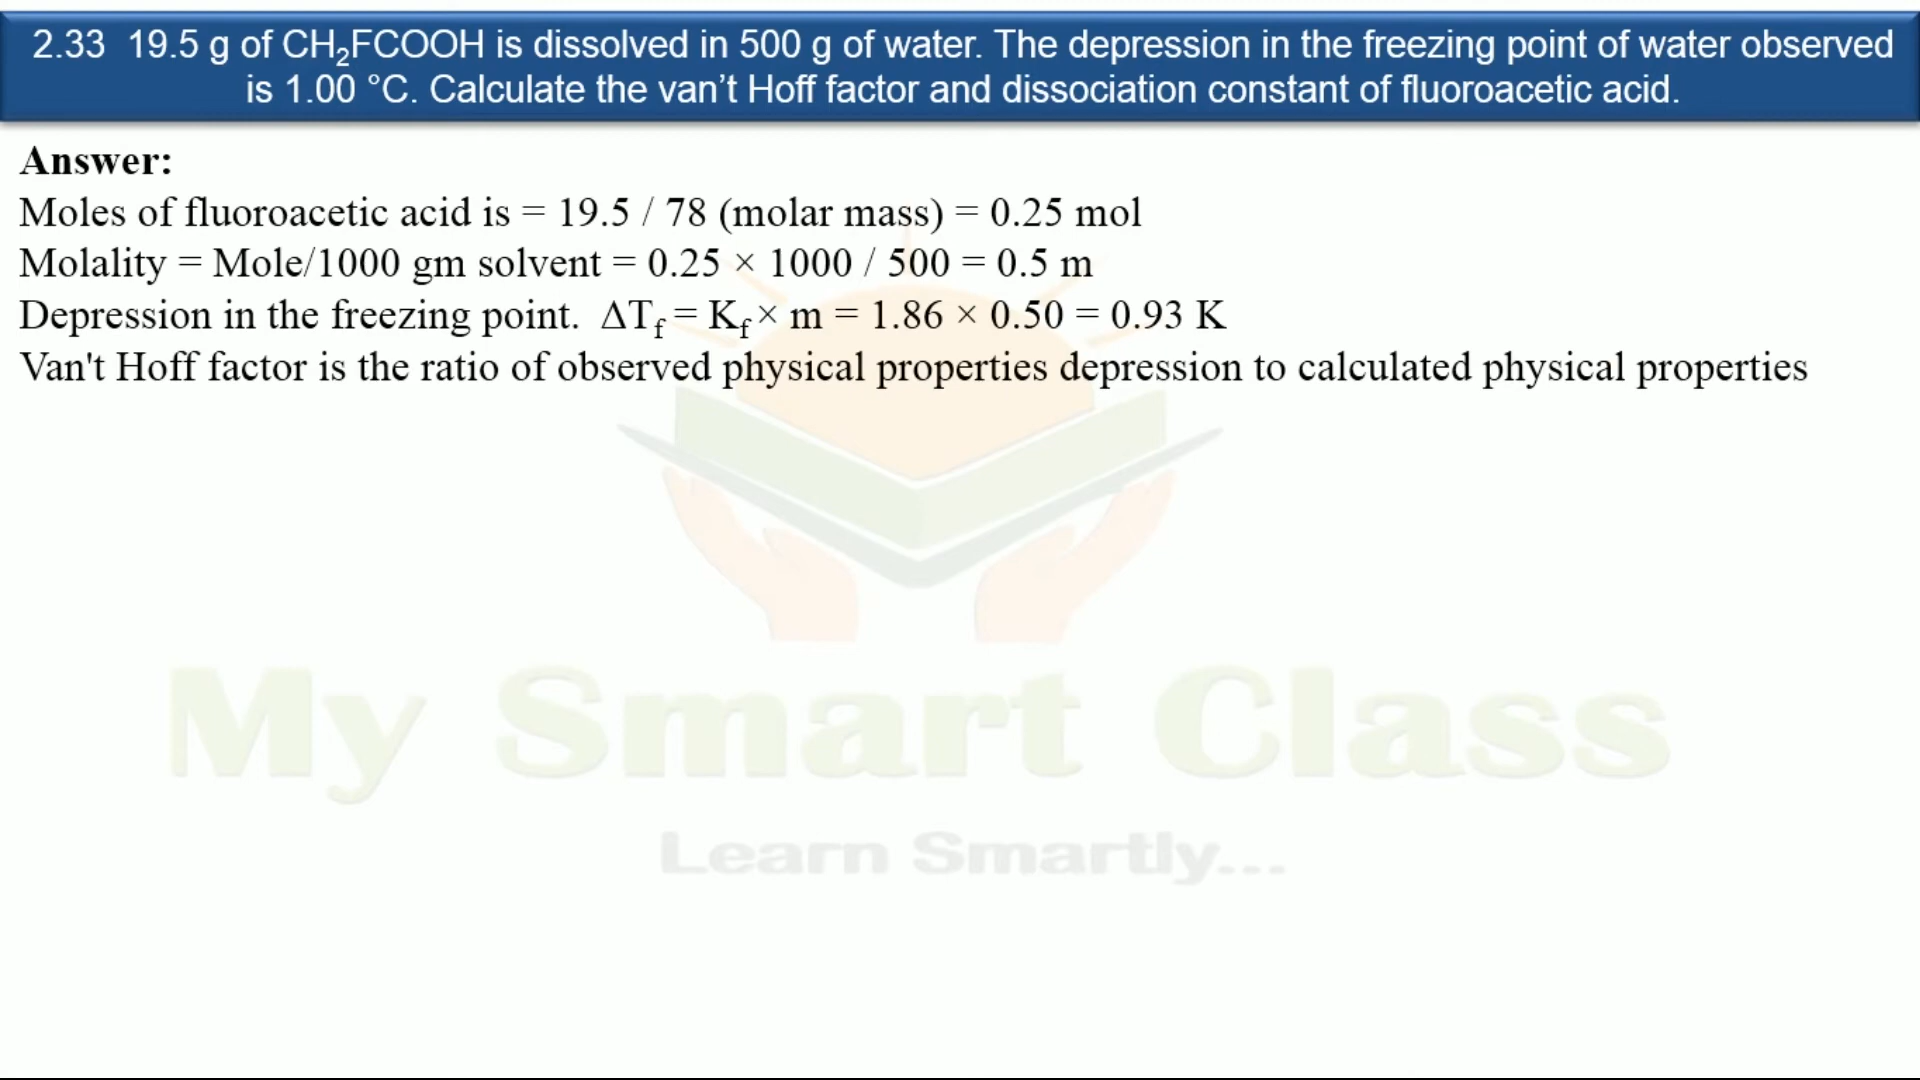 2.33 19.5 g of CH₂FCOOH is dissolved in 500 g of water. The depression in the freezing point of water observed
is 1.00 °C. Calculate the van’t Hoff factor and dissociation constant of fluoroacetic acid.
Answer:
Moles of fluoroacetic acid is = 19.5 / 78 (molar mass) = 0.25 mol
Molality = Mole/1000 gm solvent = 0.25 × 1000 / 500 = 0.5 m
Depression in the freezing point. ΔTf = Kf × m = 1.86 × 0.50 = 0.93 K
Van't Hoff factor is the ratio of observed physical properties depression to calculated physical properties
My Smart Class
Learn Smartly...